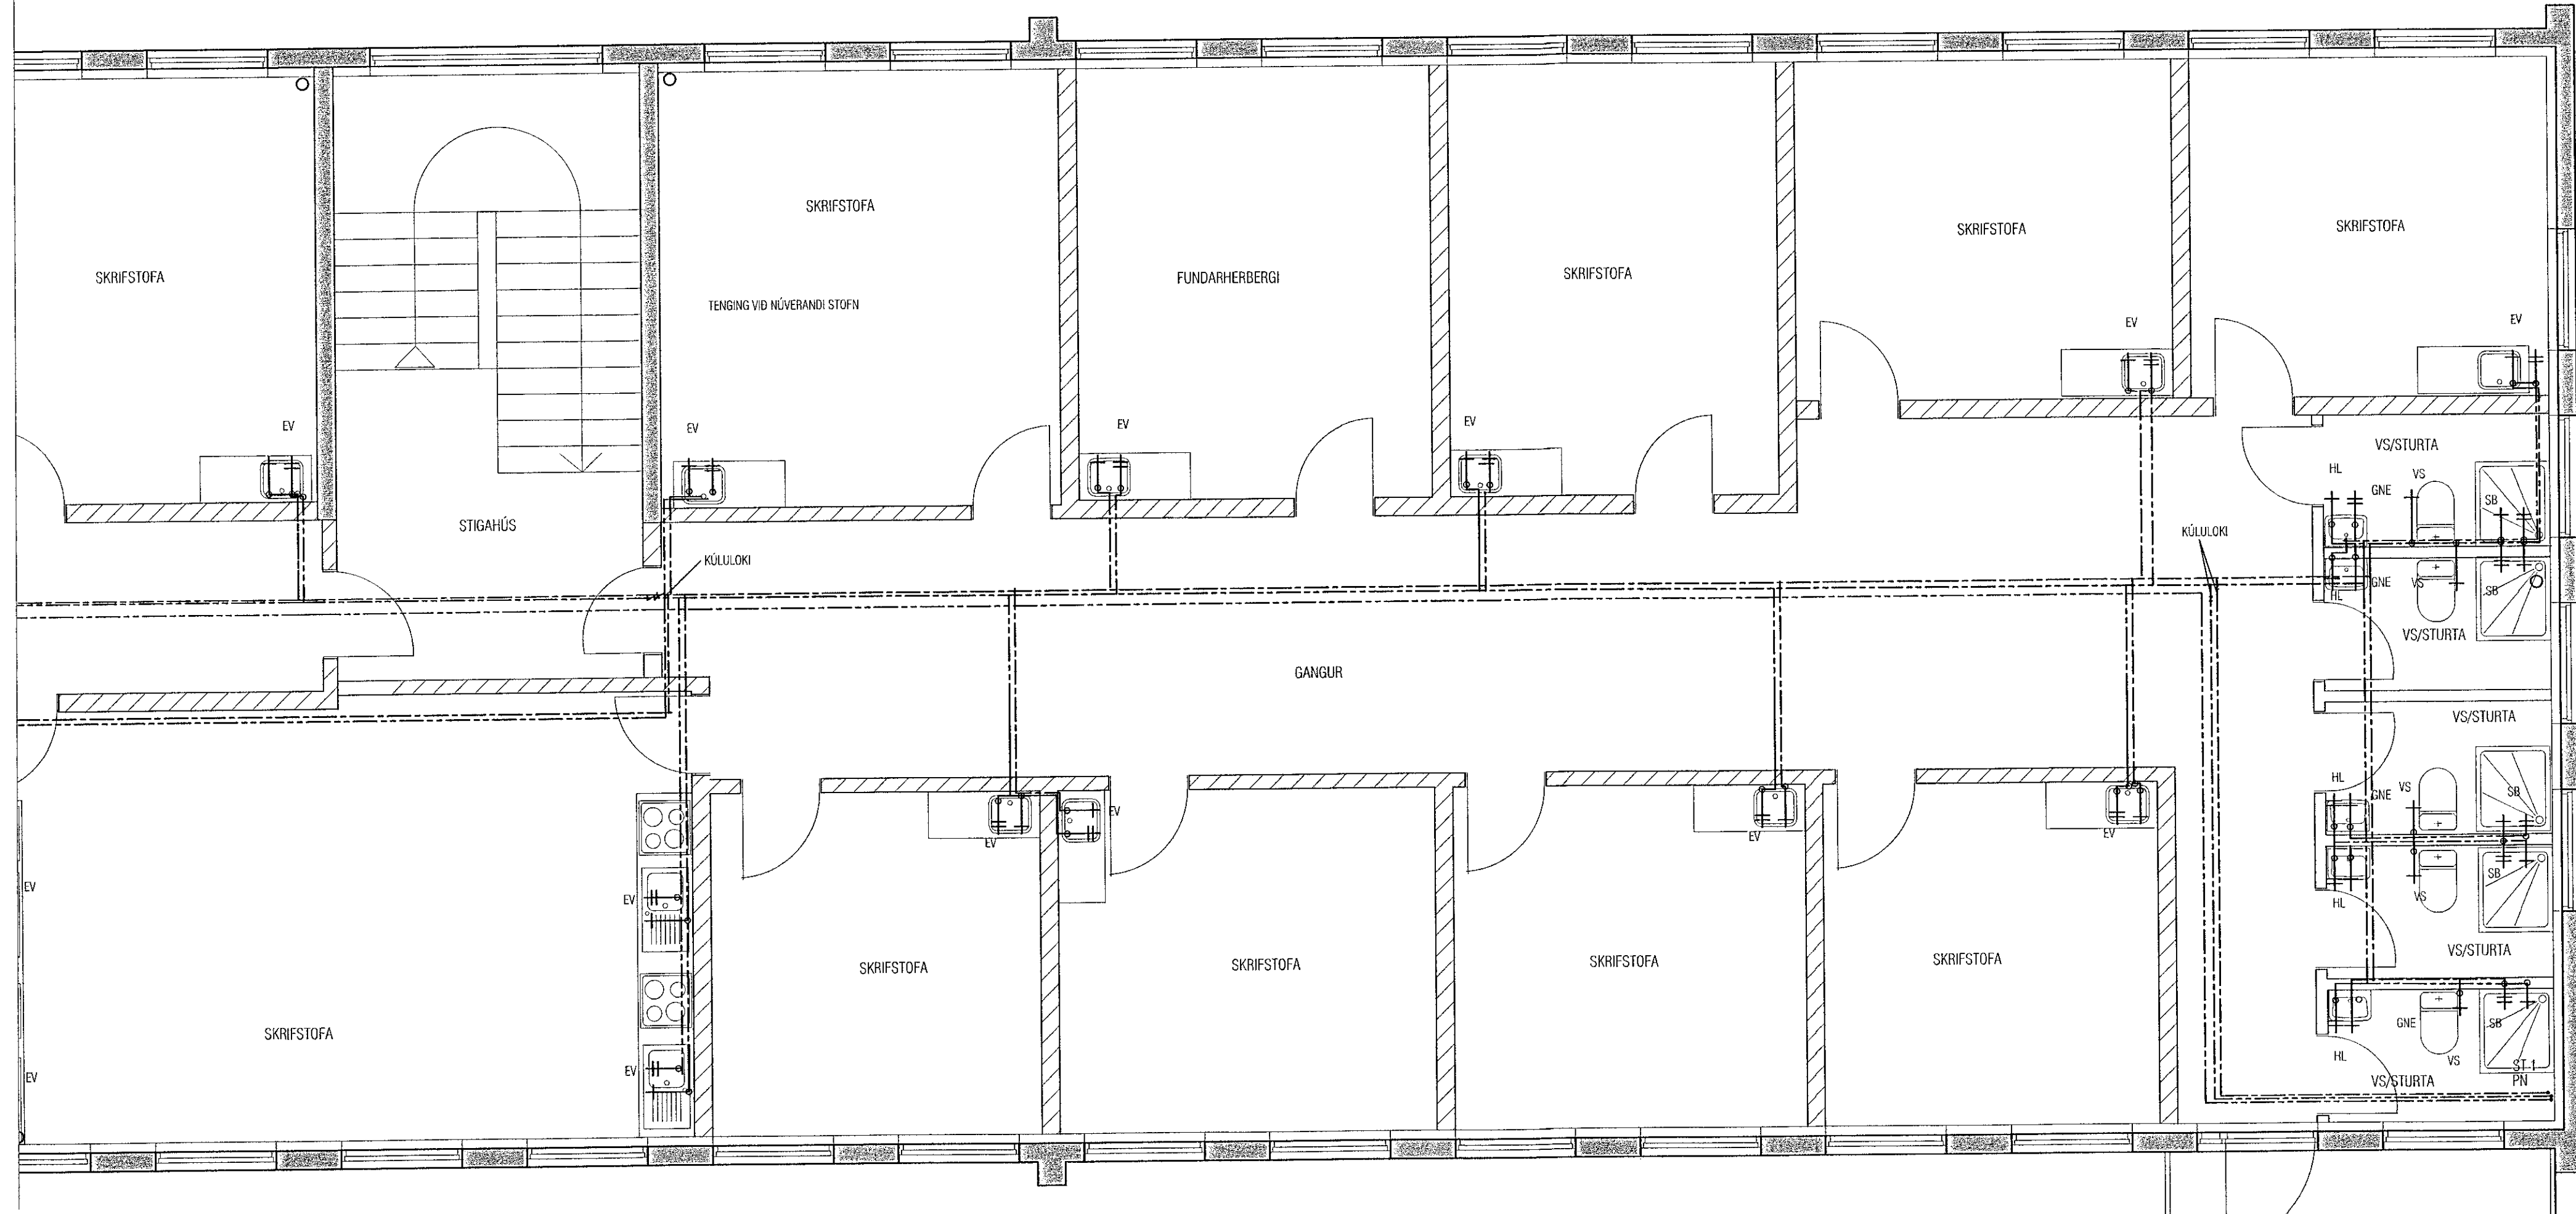 SKRIFSTOFA
SKRIFSTOFA
SKRIFSTOFA
SKRIFSTOFA
FUNDARHERBERGI
SKRIFSTOFA
TENGING VIÐ NÚVERANDI STOFN
EV
EV
EV
EV
EV
EV
STIGAHÚS
KÚLULOKI
KÚLULOKI
VS/STURTA
HL
VS
GNE
SB
GNE
VS
HL
SB
VS/STURTA
GANGUR
VS/STURTA
HL
GNE
VS
SB
EV
EV
EV
EV
SB
HL
VS
EV
EV
VS/STURTA
SKRIFSTOFA
SKRIFSTOFA
SKRIFSTOFA
SKRIFSTOFA
SKRIFSTOFA
GNE
SB
HL
VS
EV
EV
ST-1
PN
VS/STURTA